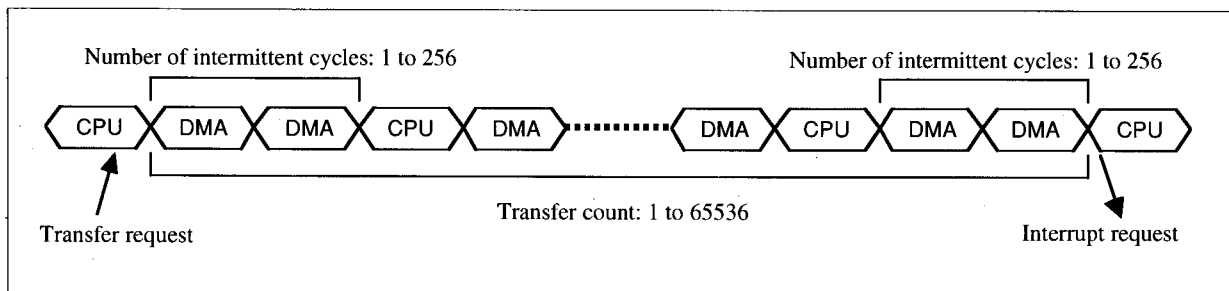 Number of intermittent cycles: 1 to 256
Number of intermittent cycles: 1 to 256
CPU DMA DMA CPU DMA DMA CPU DMA DMA CPU
Transfer count: 1 to 65536
Transfer request
Interrupt request